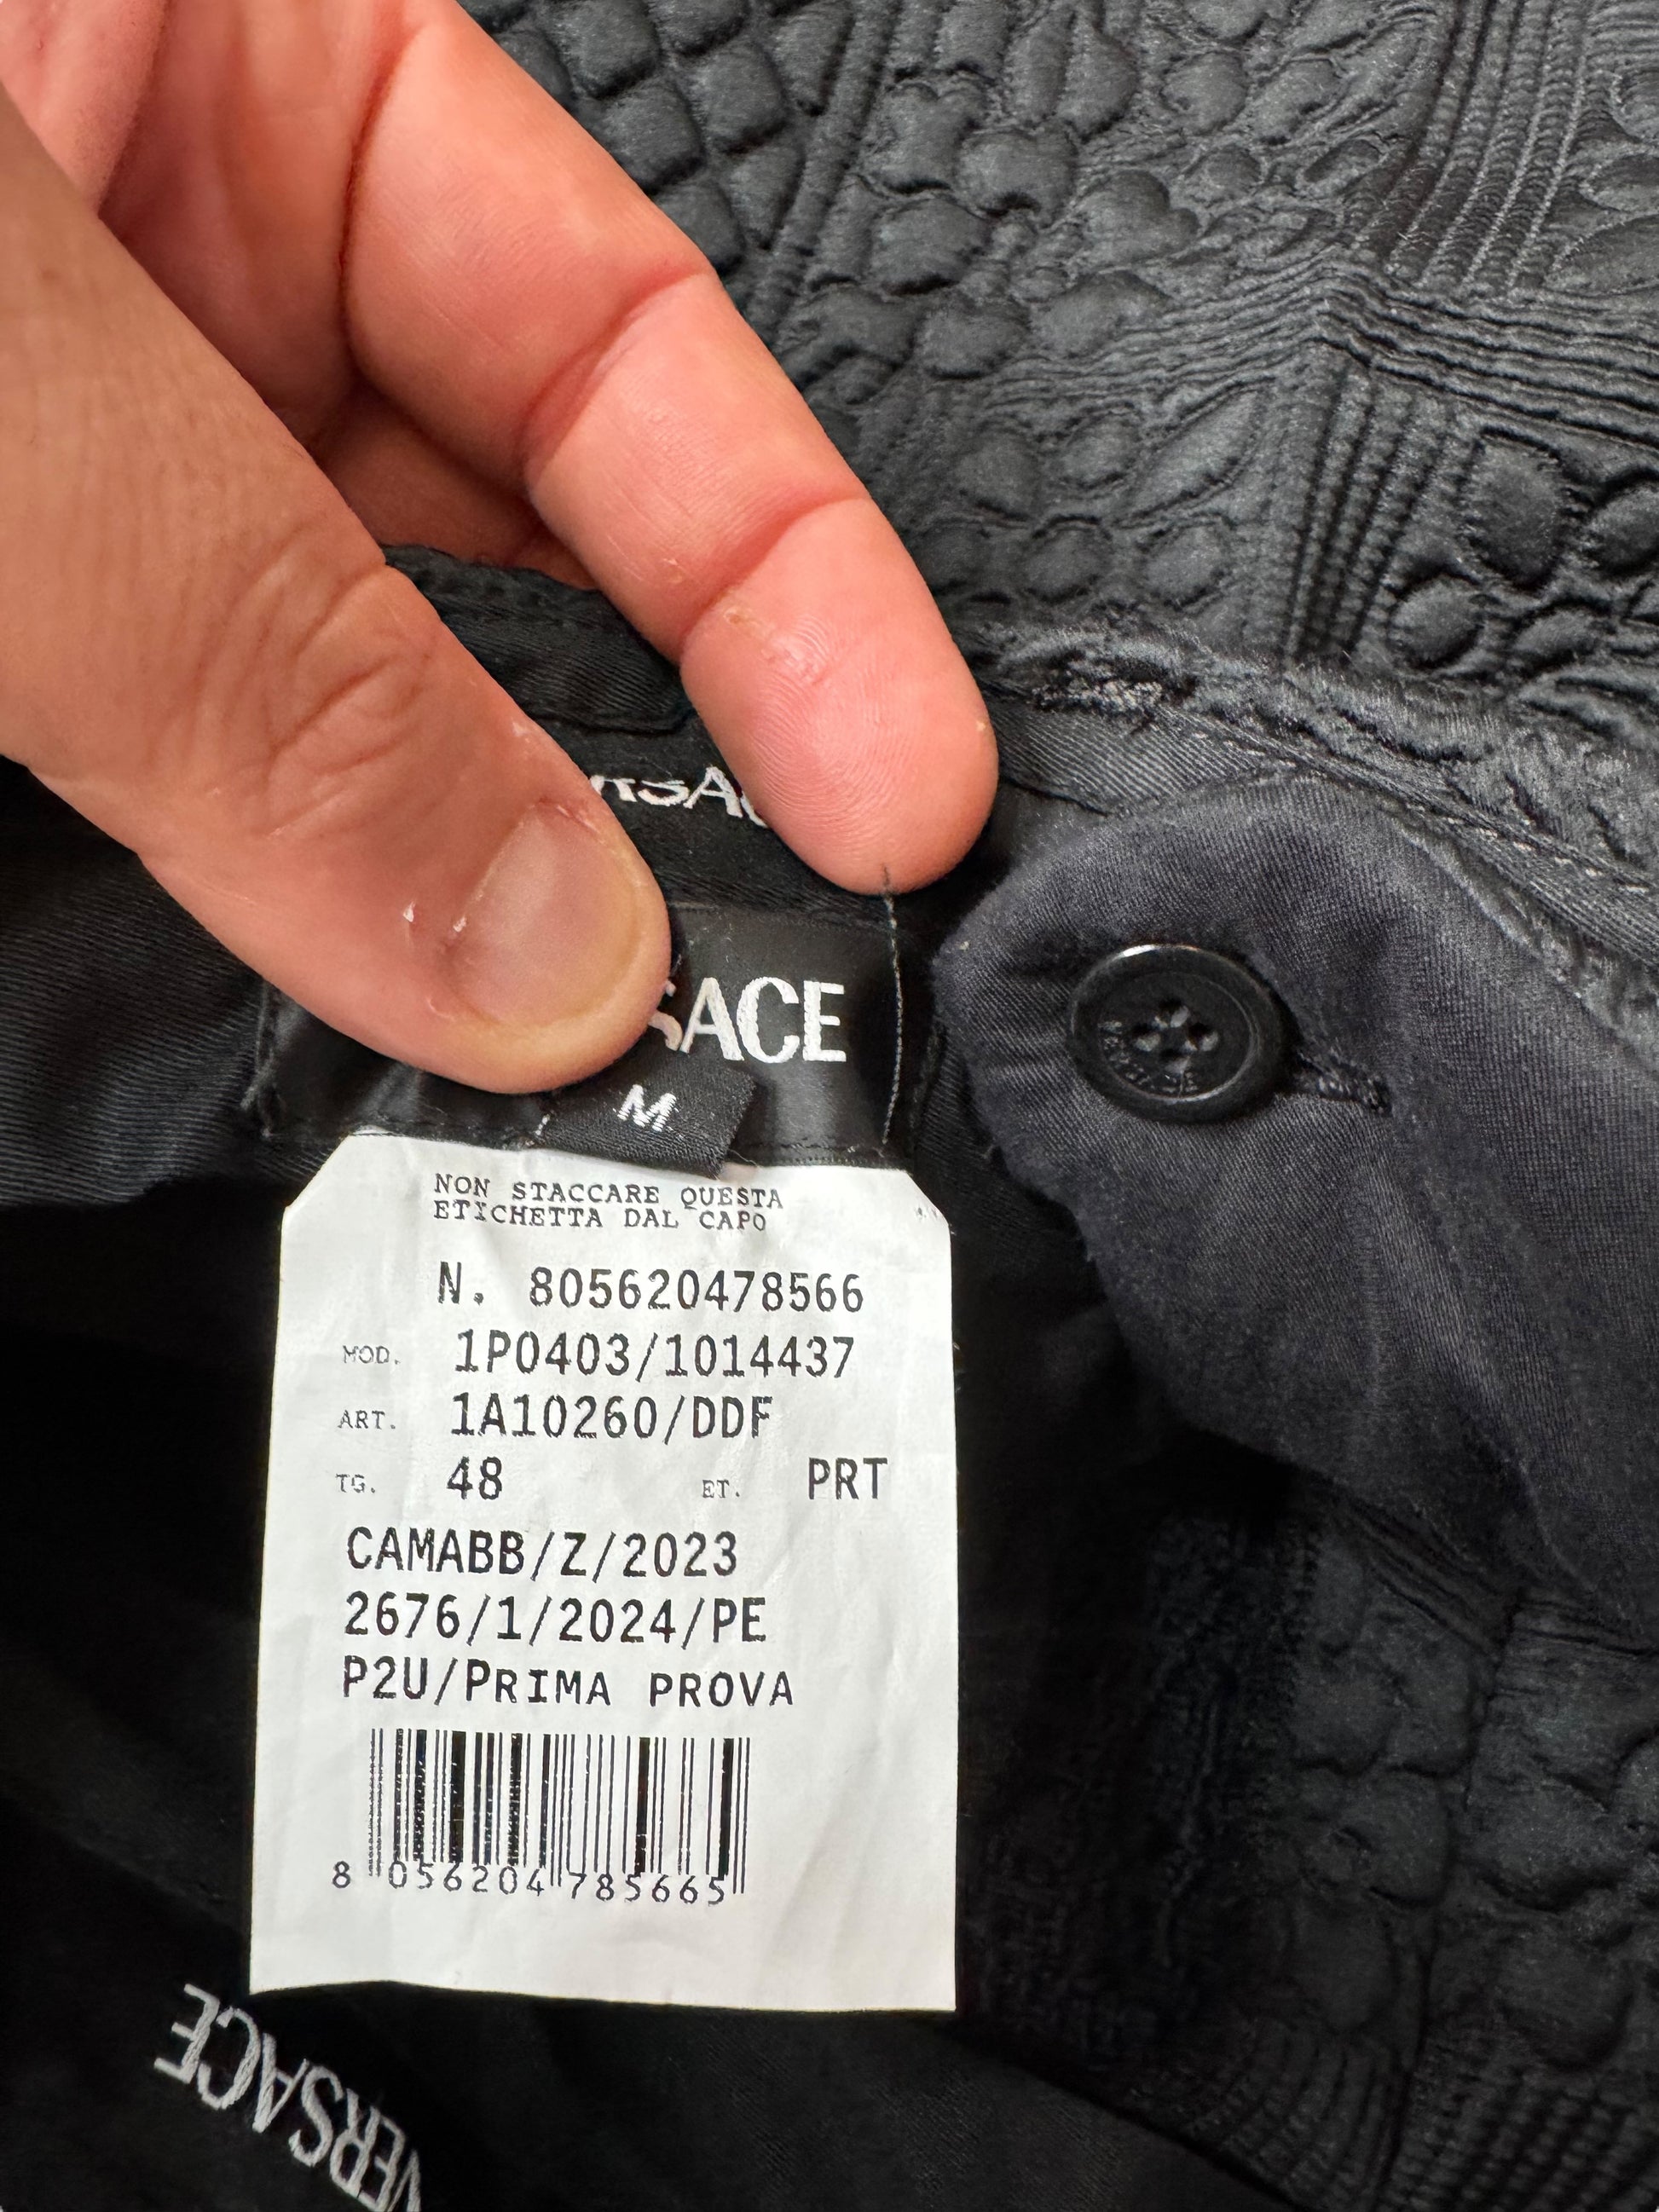 SACE
M
NON STACCARE QUESTA
ETICHETTA DAL CAPO
N. 805620478566
MOD. 1P0403/1014437
ART. 1A10260/DDF
TG. 48 ET. PRT
CAMABB/Z/2023
2676/1/2024/PE
P2U/PRIMA PROVA
8 056204 785665
VERSACE